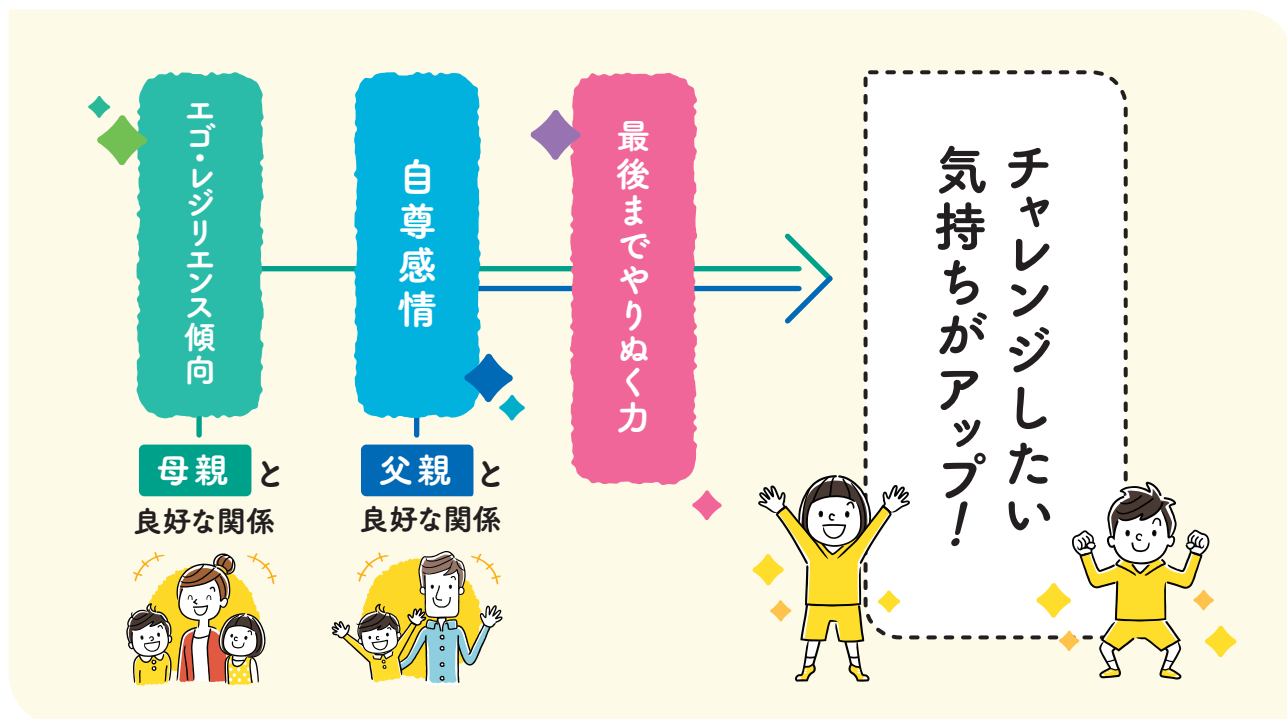 エゴ・レジリエンス傾向
母親と
良好な関係
自尊感情
父親と
良好な関係
最後までやりぬく力
チャレンジしたい
気持ちがアップ！